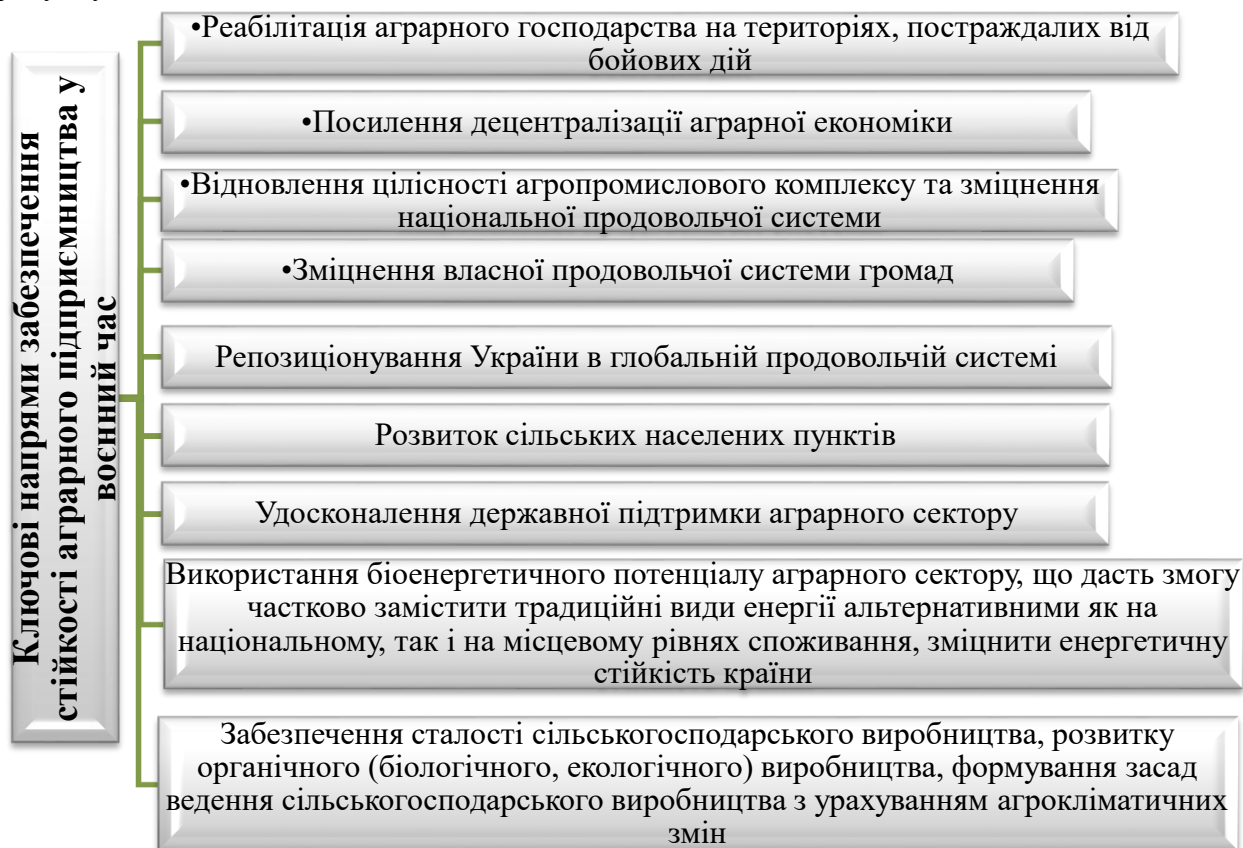 Ключові напрями забезпечення
стійкості аграрного підприємництва у
воєнний час
•Реабілітація аграрного господарства на територіях, постраждалих від
бойових дій
•Посилення децентралізації аграрної економіки
•Відновлення цілісності агропромислового комплексу та зміцнення
національної продовольчої системи
•Зміцнення власної продовольчої системи громад
Репозиціонування України в глобальній продовольчій системі
Розвиток сільських населених пунктів
Удосконалення державної підтримки аграрного сектору
Використання біоенергетичного потенціалу аграрного сектору, що дасть змогу
частково замістити традиційні види енергії альтернативними як на
національному, так і на місцевому рівнях споживання, зміцнити енергетичну
стійкість країни
Забезпечення сталості сільськогосподарського виробництва, розвитку
органічного (біологічного, екологічного) виробництва, формування засад
ведення сільськогосподарського виробництва з урахуванням агрокліматичних
змін